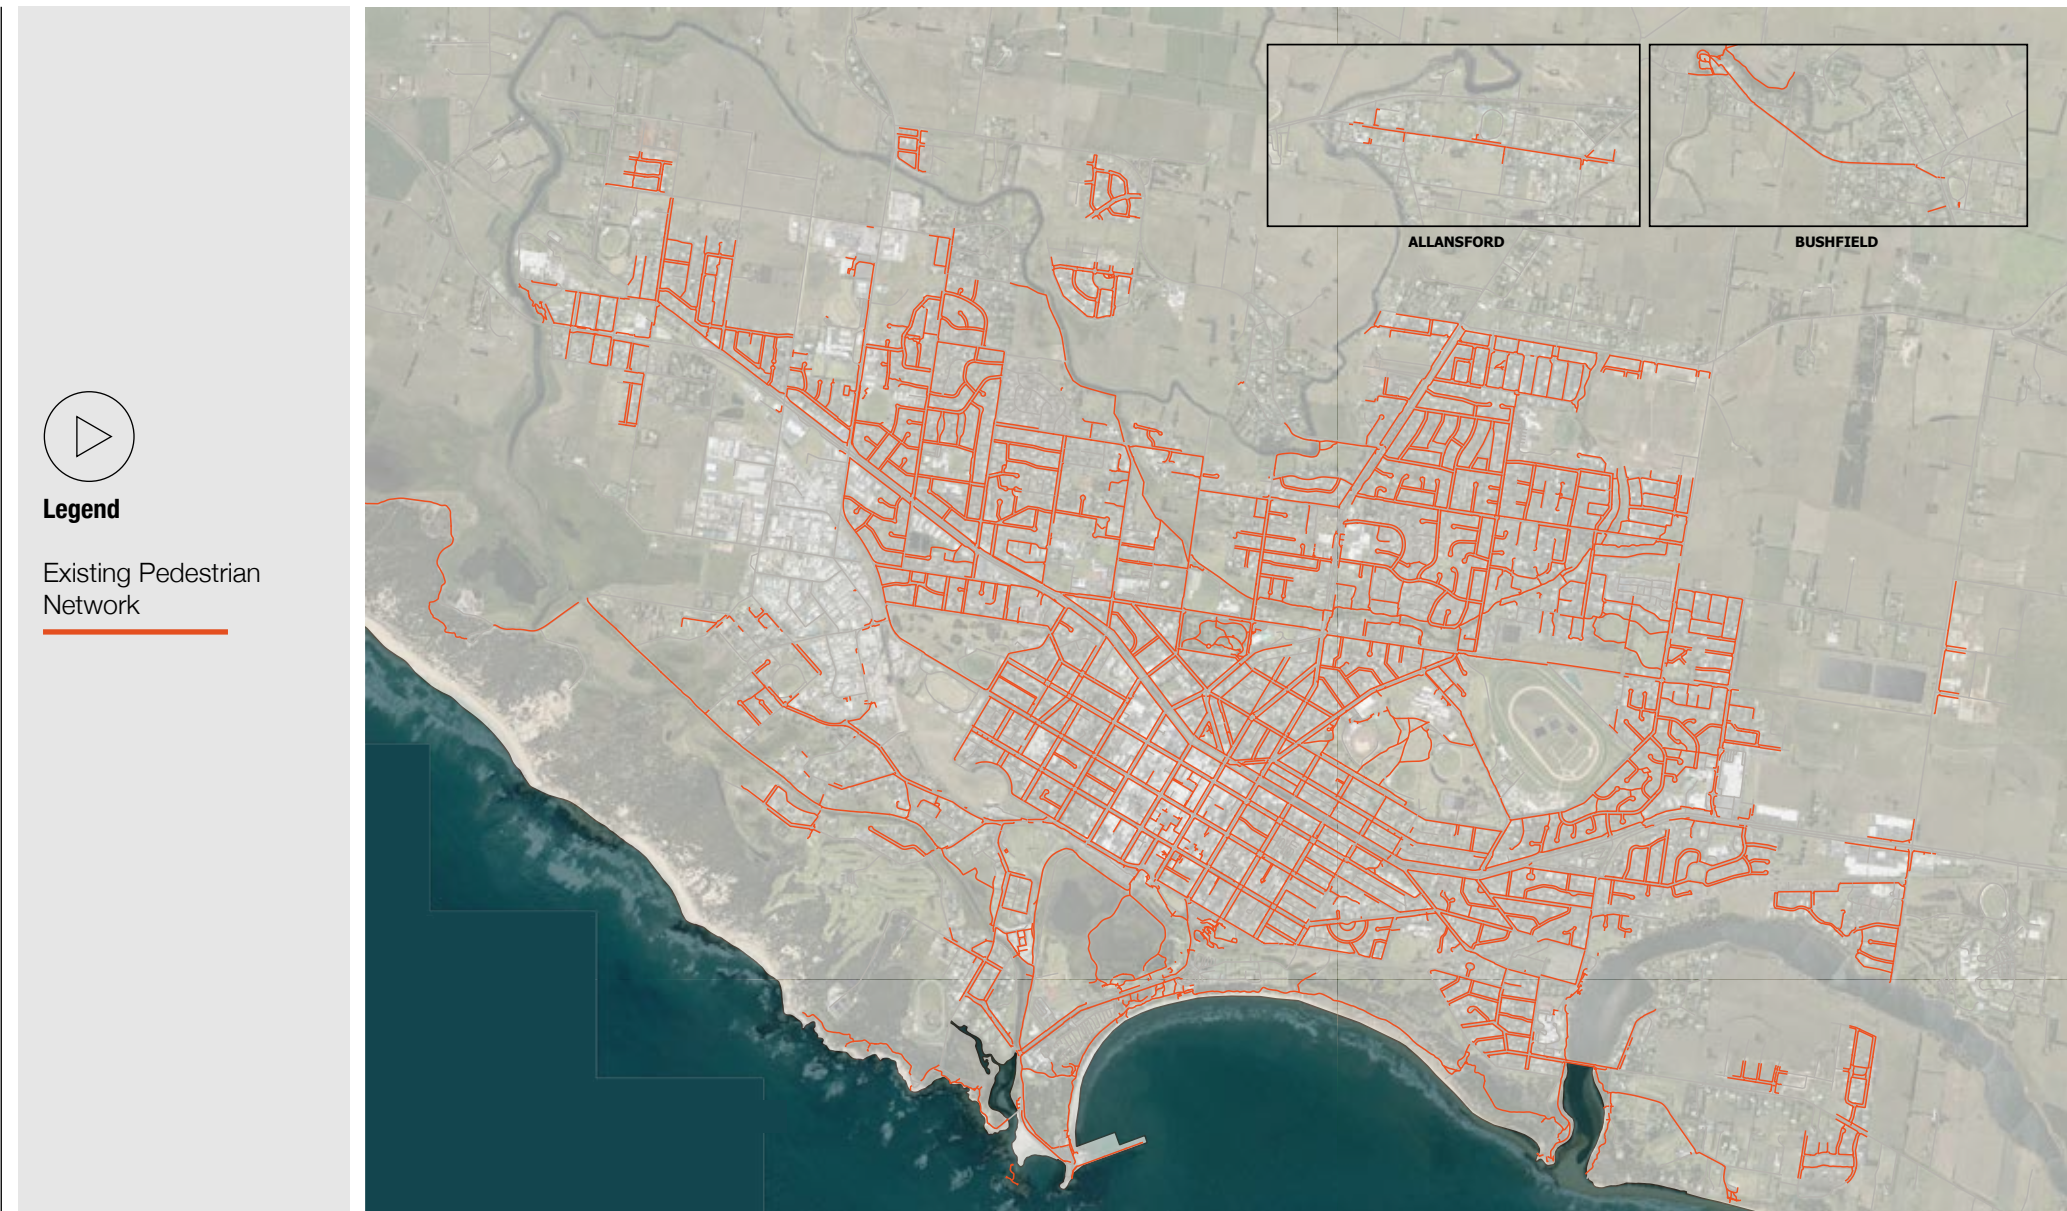 Legend
Existing Pedestrian
Network
ALLANSFORD
BUSHFIELD